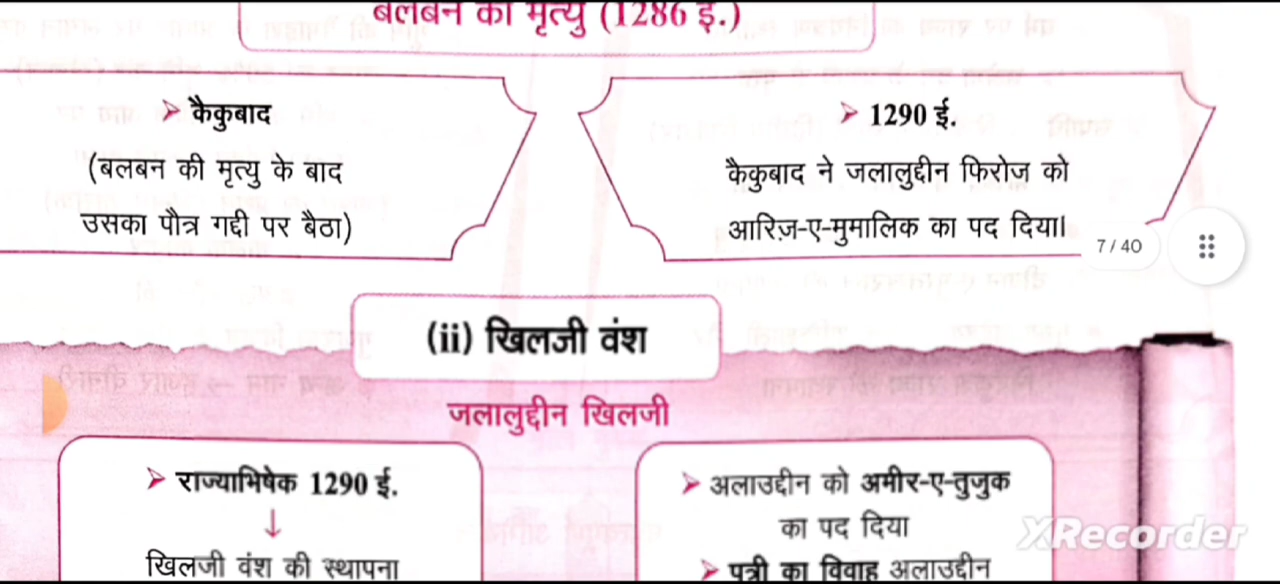 बलबन की मृत्यु (1286 ई.)
➤ कैकुबाद
(बलबन की मृत्यु के बाद
उसका पौत्र गद्दी पर बैठा)
➤ 1290 ई.
कैकुबाद ने जलालुद्दीन फिरोज को
आरिज़-ए-मुमालिक का पद दिया।
7 / 40
(ii) खिलजी वंश
जलालुद्दीन खिलजी
➤ राज्याभिषेक 1290 ई.
↓
खिलजी वंश की स्थापना
➤ अलाउद्दीन को अमीर-ए-तुजुक
का पद दिया
➤ पुत्री का विवाह अलाउद्दीन
XRecorder